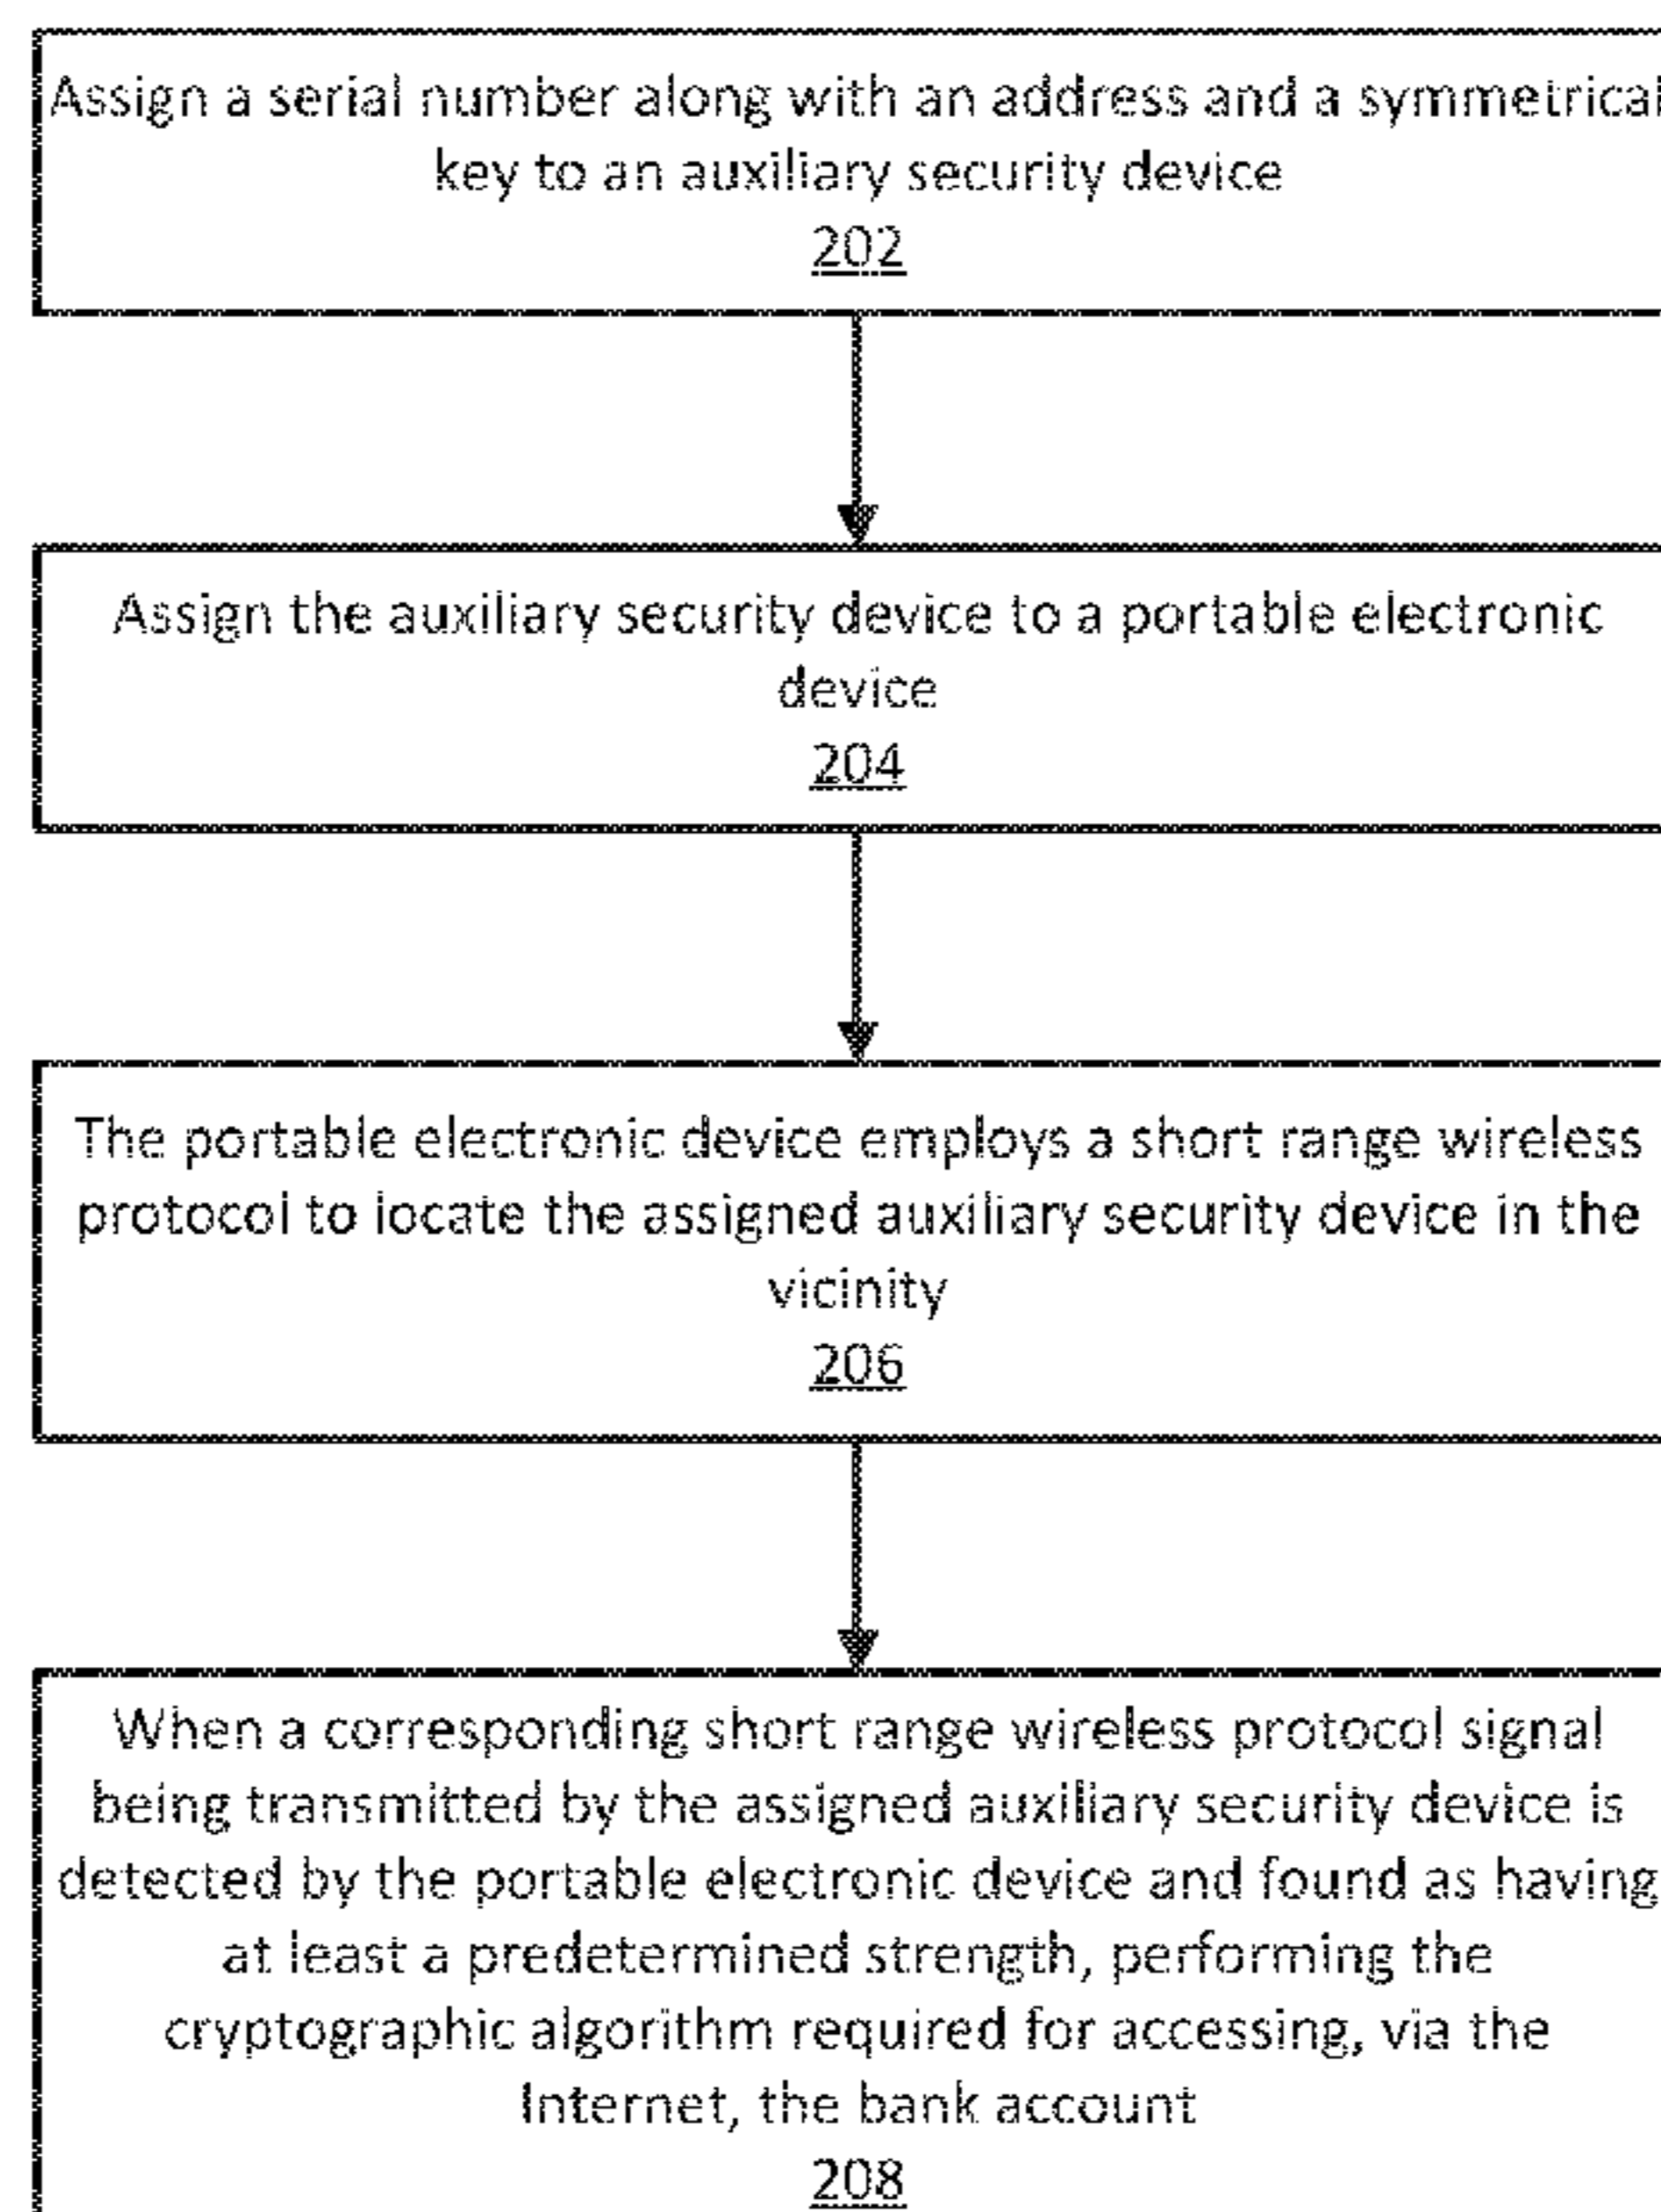 Assign a serial number along with an address and a symmetrical
key to an auxiliary security device
202
Assign the auxiliary security device to a portable electronic
device
204
The portable electronic device employs a short range wireless
protocol to locate the assigned auxiliary security device in the
vicinity
206
When a corresponding short range wireless protocol signal
being transmitted by the assigned auxiliary security device is
detected by the portable electronic device and found as having
at least a predetermined strength, performing the
cryptographic algorithm required for accessing, via the
Internet, the bank account
208